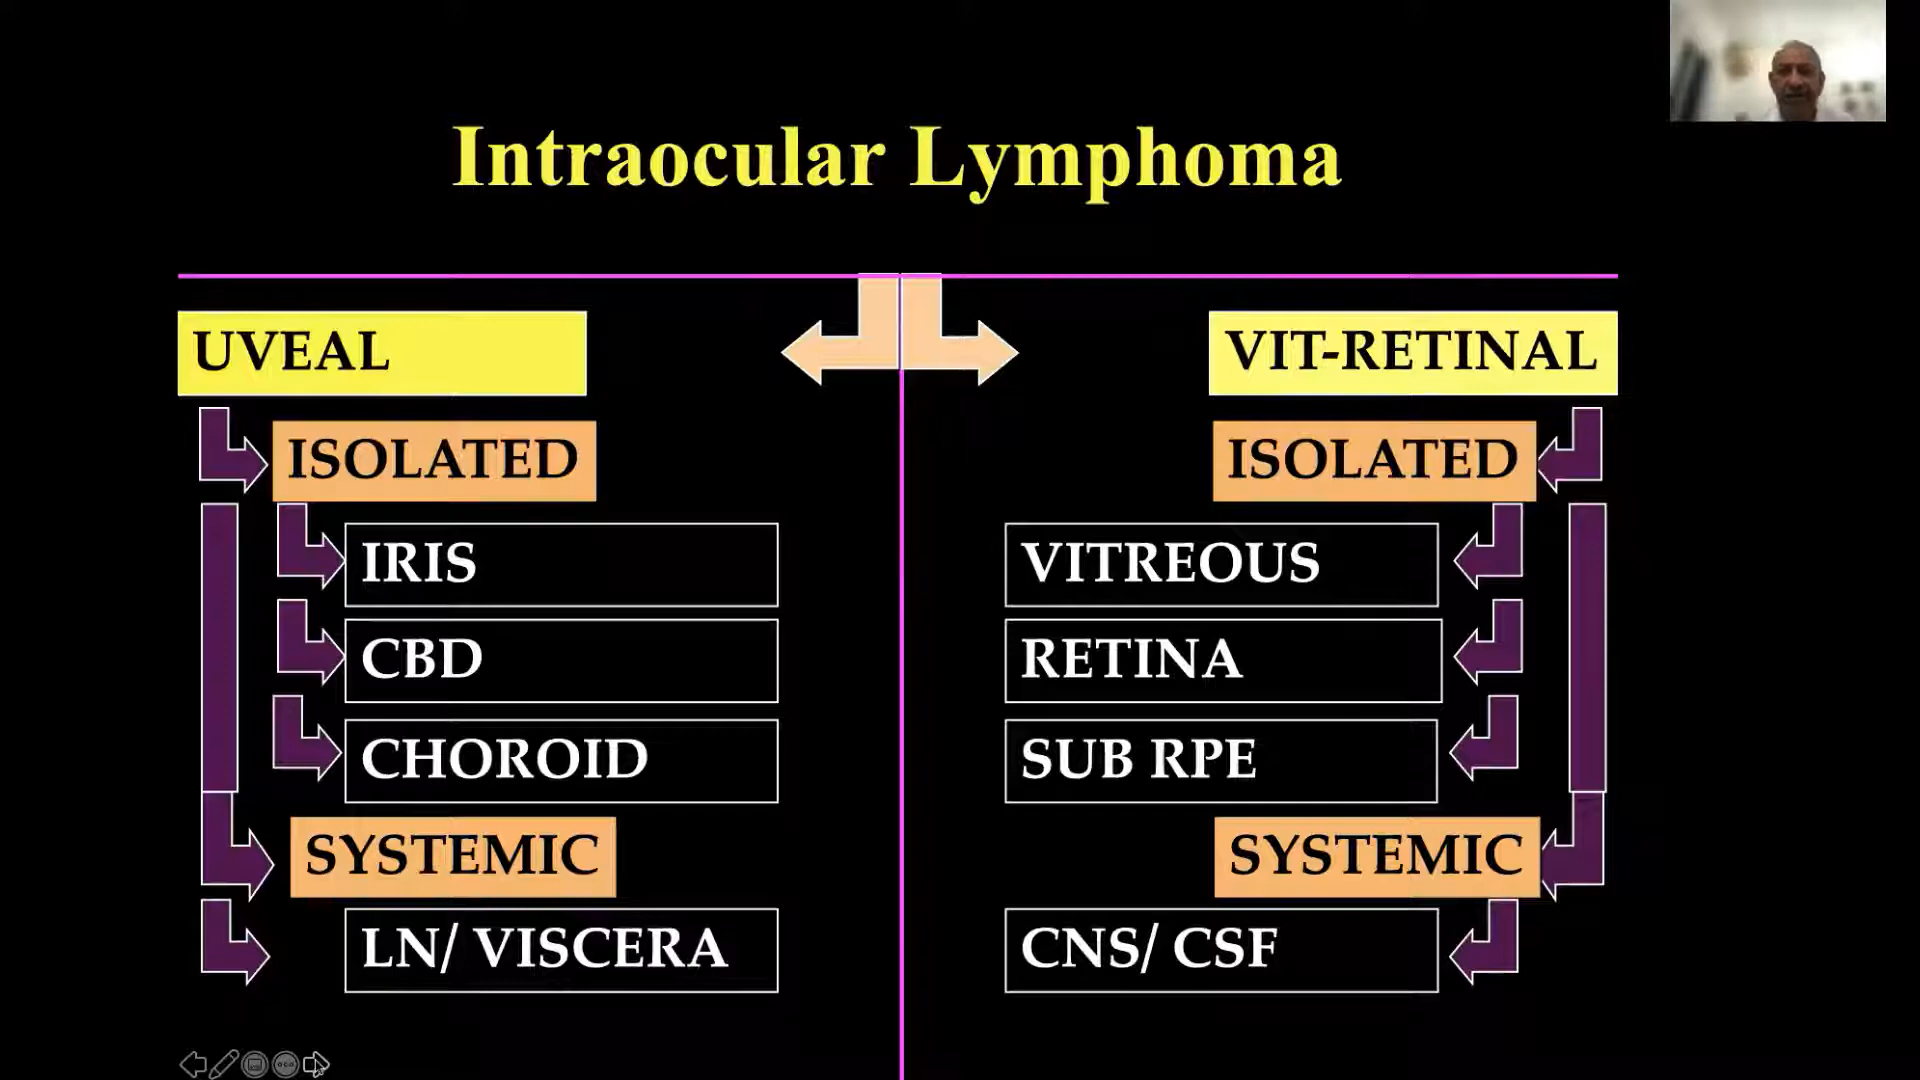 Intraocular Lymphoma
UVEAL
ISOLATED
IRIS
CBD
CHOROID
SYSTEMIC
LN/ VISCERA
VIT-RETINAL
ISOLATED
VITREOUS
RETINA
SUB RPE
SYSTEMIC
CNS/ CSF